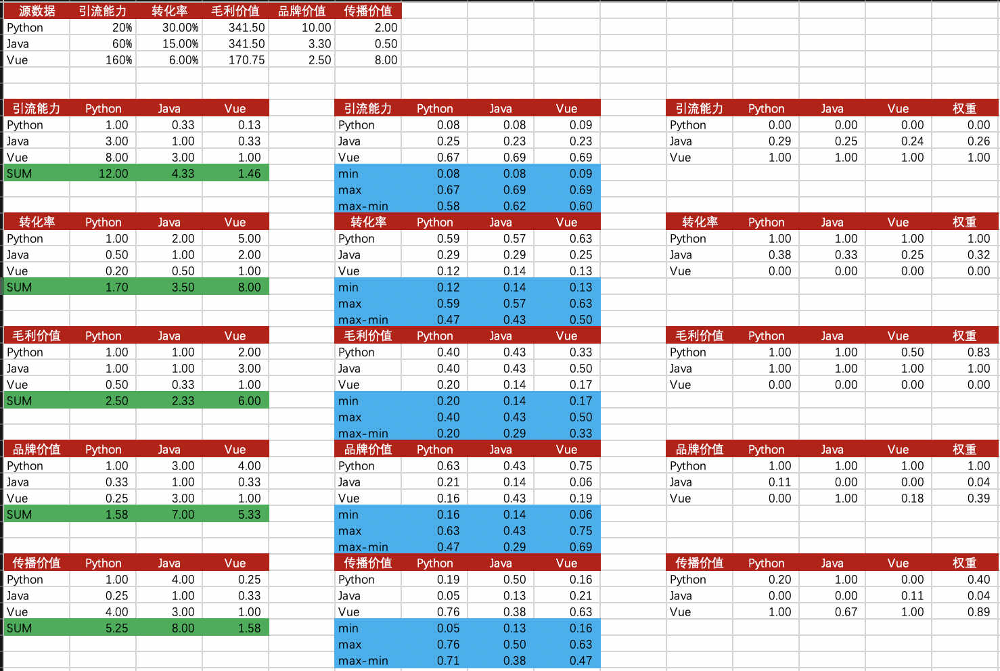 源数据 引流能力 转化率 毛利价值 品牌价值 传播价值
Python 20% 30.00% 341.50 10.00 2.00
Java 60% 15.00% 341.50 3.30 0.50
Vue 160% 6.00% 170.75 2.50 8.00
引流能力 Python Java Vue 引流能力 Python Java Vue 引流能力 Python Java Vue 权重
Python 1.00 0.33 0.13 Python 0.08 0.08 0.09 Python 0.00 0.00 0.00 0.00
Java 3.00 1.00 0.33 Java 0.25 0.23 0.23 Java 0.29 0.25 0.24 0.26
Vue 8.00 3.00 1.00 Vue 0.67 0.69 0.69 Vue 1.00 1.00 1.00 1.00
SUM 12.00 4.33 1.46 min 0.08 0.08 0.09
max 0.67 0.69 0.69
max-min 0.58 0.62 0.60
转化率 Python Java Vue 转化率 Python Java Vue 转化率 Python Java Vue 权重
Python 1.00 2.00 5.00 Python 0.59 0.57 0.63 Python 1.00 1.00 1.00 1.00
Java 0.50 1.00 2.00 Java 0.29 0.29 0.25 Java 0.38 0.33 0.25 0.32
Vue 0.20 0.50 1.00 Vue 0.12 0.14 0.13 Vue 0.00 0.00 0.00 0.00
SUM 1.70 3.50 8.00 min 0.12 0.14 0.13
max 0.59 0.57 0.63
max-min 0.47 0.43 0.50
毛利价值 Python Java Vue 毛利价值 Python Java Vue 毛利价值 Python Java Vue 权重
Python 1.00 1.00 2.00 Python 0.40 0.43 0.33 Python 1.00 1.00 0.50 0.83
Java 1.00 1.00 3.00 Java 0.40 0.43 0.50 Java 1.00 1.00 1.00 1.00
Vue 0.50 0.33 1.00 Vue 0.20 0.14 0.17 Vue 0.00 0.00 0.00 0.00
SUM 2.50 2.33 6.00 min 0.20 0.14 0.17
max 0.40 0.43 0.50
max-min 0.20 0.29 0.33
品牌价值 Python Java Vue 品牌价值 Python Java Vue 品牌价值 Python Java Vue 权重
Python 1.00 3.00 4.00 Python 0.63 0.43 0.75 Python 1.00 1.00 1.00 1.00
Java 0.33 1.00 0.33 Java 0.21 0.14 0.06 Java 0.11 0.00 0.00 0.04
Vue 0.25 3.00 1.00 Vue 0.16 0.43 0.19 Vue 0.00 1.00 0.18 0.39
SUM 1.58 7.00 5.33 min 0.16 0.14 0.06
max 0.63 0.43 0.75
max-min 0.47 0.29 0.69
传播价值 Python Java Vue 传播价值 Python Java Vue 传播价值 Python Java Vue 权重
Python 1.00 4.00 0.25 Python 0.19 0.50 0.16 Python 0.20 1.00 0.00 0.40
Java 0.25 1.00 0.33 Java 0.05 0.13 0.21 Java 0.00 0.00 0.11 0.04
Vue 4.00 3.00 1.00 Vue 0.76 0.38 0.63 Vue 1.00 0.67 1.00 0.89
SUM 5.25 8.00 1.58 min 0.05 0.13 0.16
max 0.76 0.50 0.63
max-min 0.71 0.38 0.47